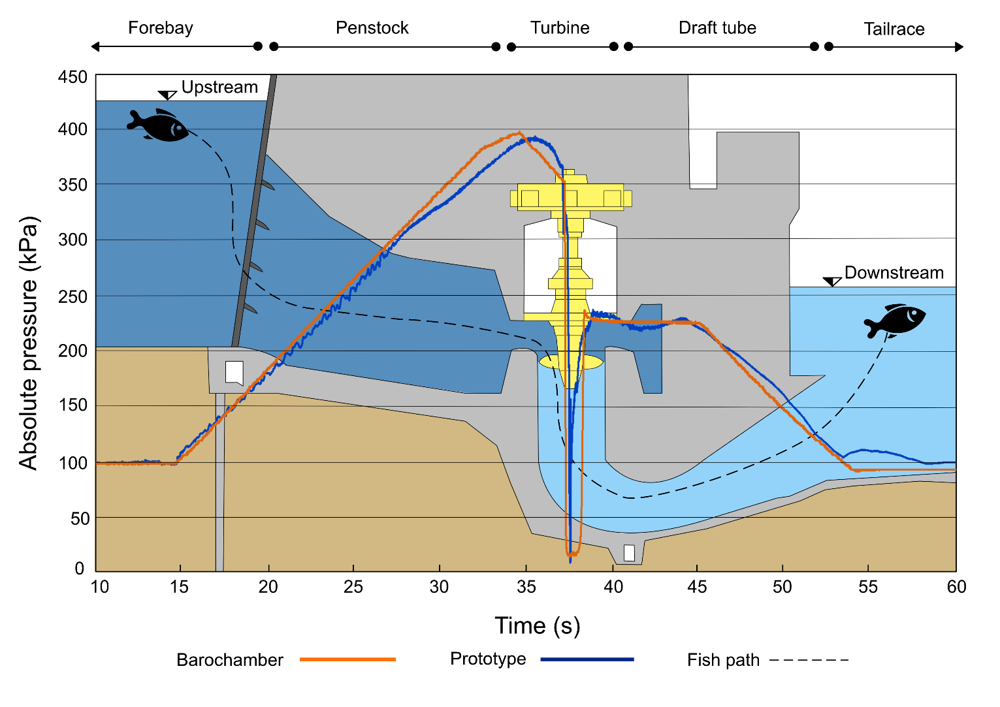 Forebay Penstock Turbine Draft tube Tailrace
450
Upstream
400
350
300
250
200
150
100
50
0
Downstream
Absolute pressure (kPa)
10 15 20 25 30 35 40 45 50 55 60
Time (s)
Barochamber Prototype Fish path